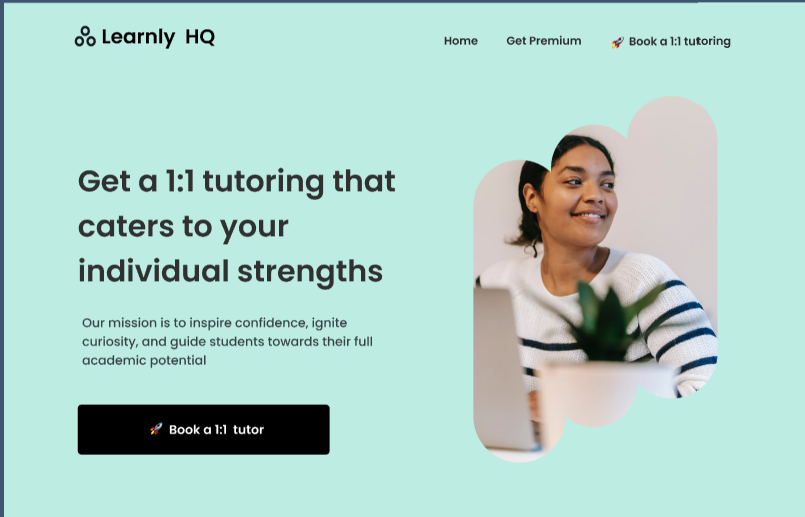 Learnly HQ
Home
Get Premium
🚀 Book a 1:1 tutoring
Get a 1:1 tutoring that
caters to your
individual strengths
Our mission is to inspire confidence, ignite
curiosity, and guide students towards their full
academic potential
🚀 Book a 1:1 tutor